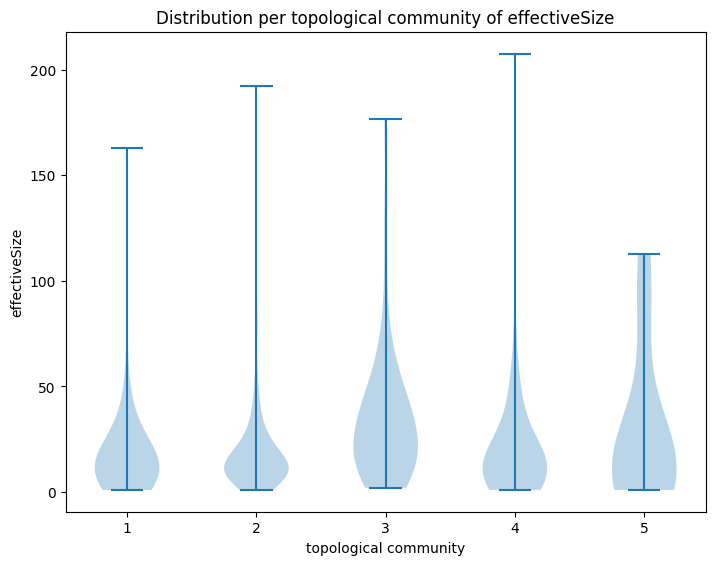 Distribution per topological community of effectiveSize
200
150
100
50
0
effectiveSize
1 2 3 4 5
topological community